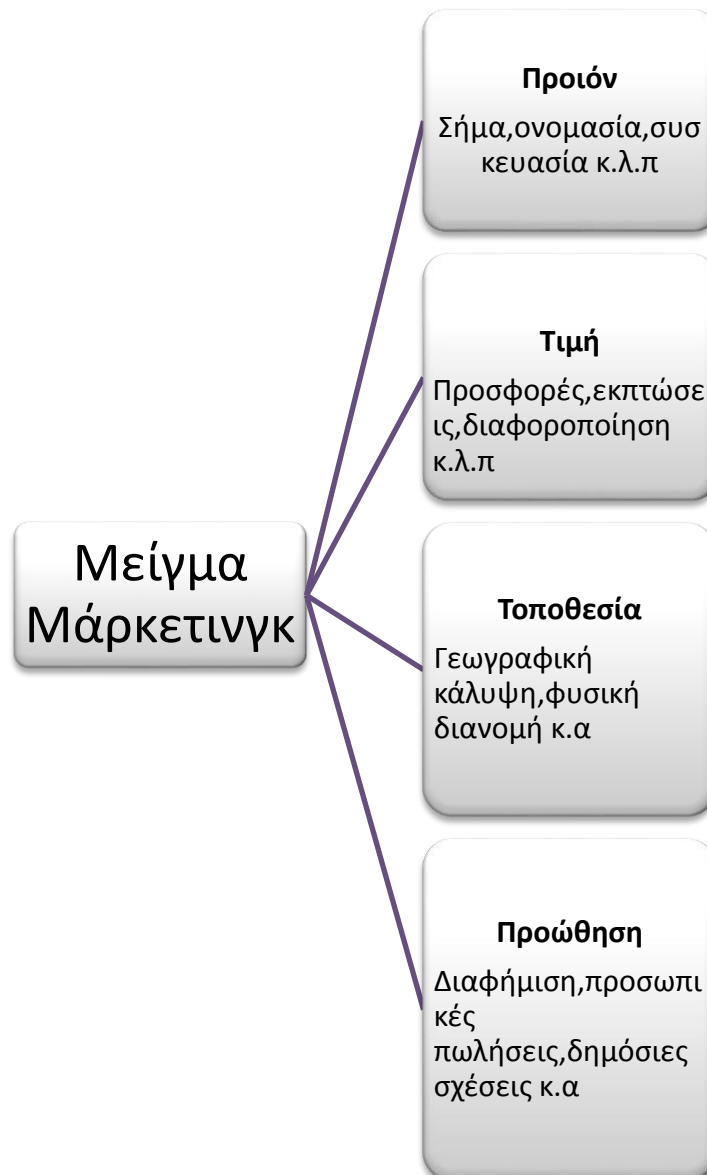 Προιόν
Σήμα,ονομασία,συσ
κευασία κ.λ.π
Τιμή
Προσφορές,εκπτώσε
ις,διαφοροποίηση
κ.λ.π
Μείγμα
Μάρκετινγκ
Τοποθεσία
Γεωγραφική
κάλυψη,φυσική
διανομή κ.α
Προώθηση
Διαφήμιση,προσωπι
κές
πωλήσεις,δημόσιες
σχέσεις κ.α